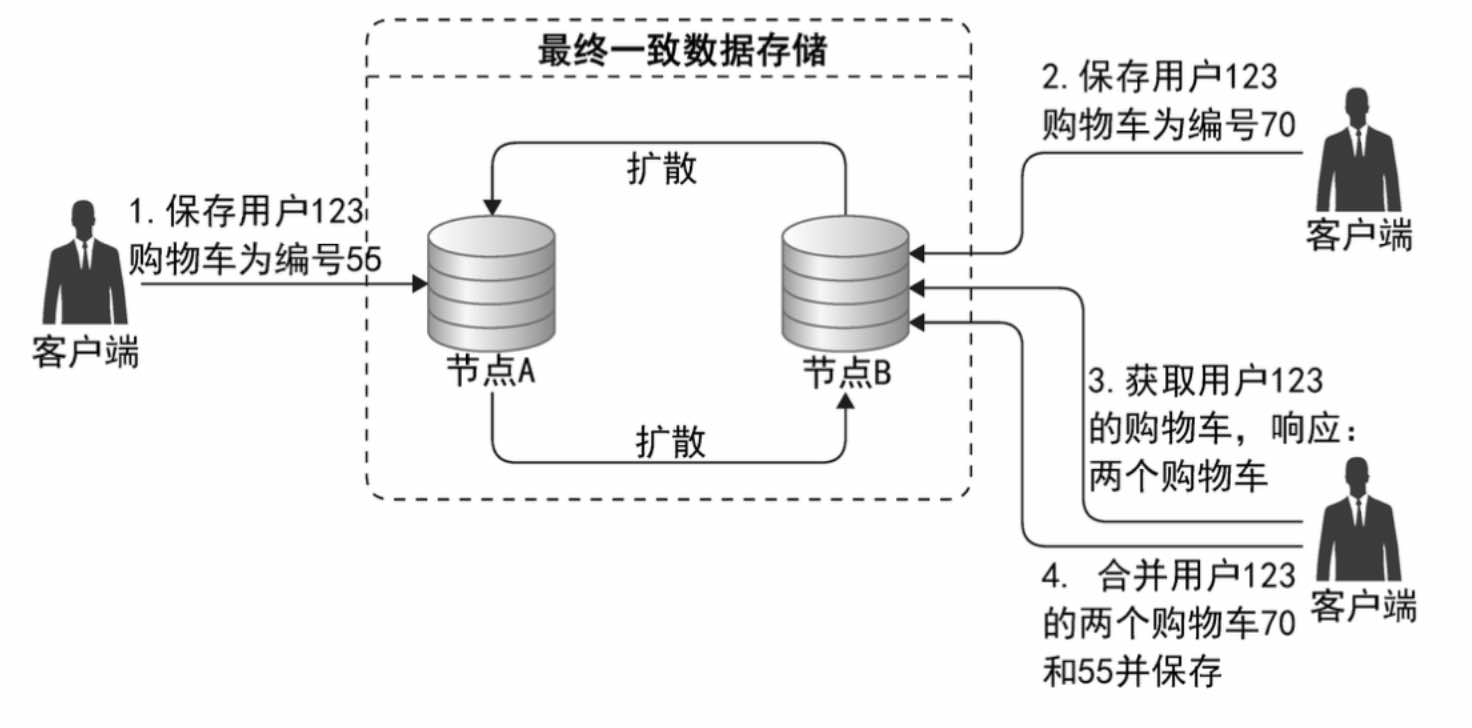 最终一致数据存储
1.保存用户123
购物车为编号55
客户端
扩散
节点A
节点B
扩散
2.保存用户123
购物车为编号70
客户端
3.获取用户123
的购物车，响应：
两个购物车
4. 合并用户123
的两个购物车70
和55并保存
客户端